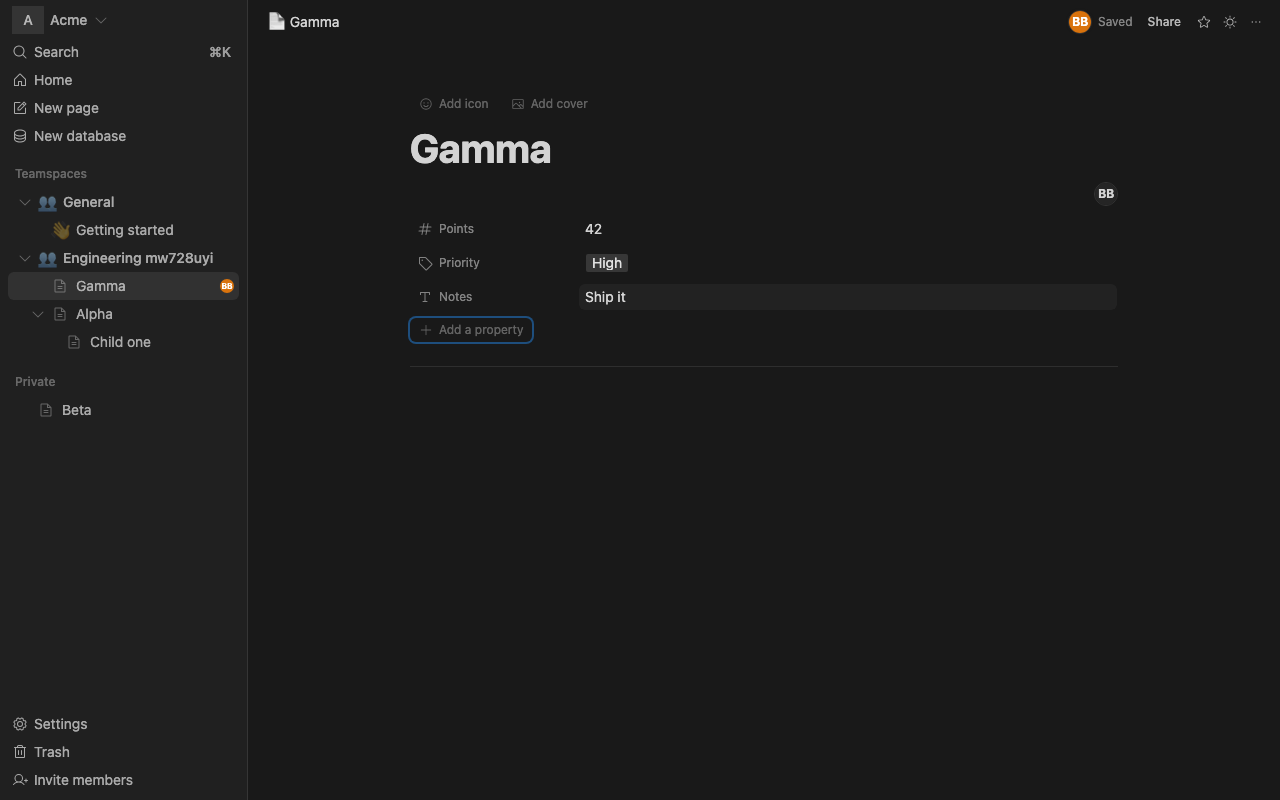 A Acme
Search ⌘K
Home
New page
New database
Teamspaces
General
Getting started
Engineering mw728uyi
Gamma BB
Alpha
Child one
Private
Beta
Settings
Trash
Invite members
Gamma
BB Saved Share
Add icon Add cover
Gamma
BB
Points 42
Priority High
Notes Ship it
Add a property